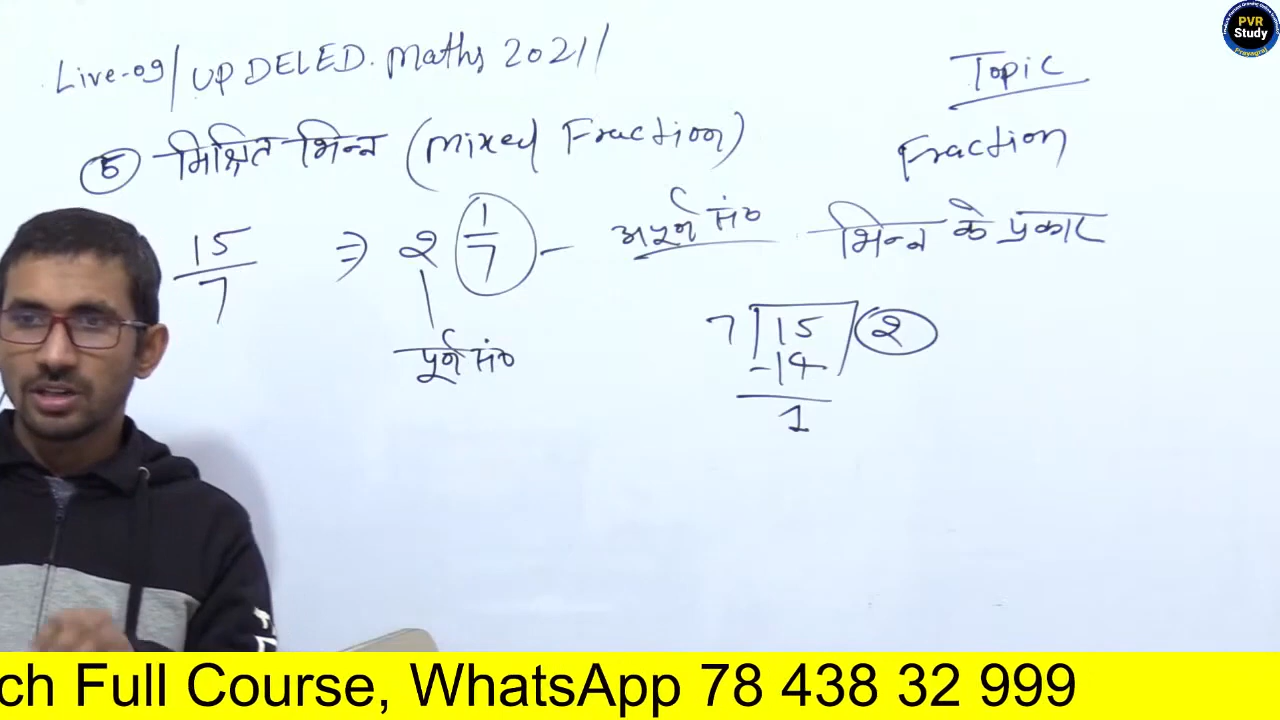 Live-09/ UP DELED. Maths 2021/
Topic
Fraction
भिन्न के प्रकार
5 मिश्रित भिन्न (Mixed Fraction)
15/7 ⇒ 2 1/7 – अपूर्ण सं०
पूर्ण सं०
7 15 2
-14
1
PVR
Study
Prayagraj
ch Full Course, WhatsApp 78 438 32 999